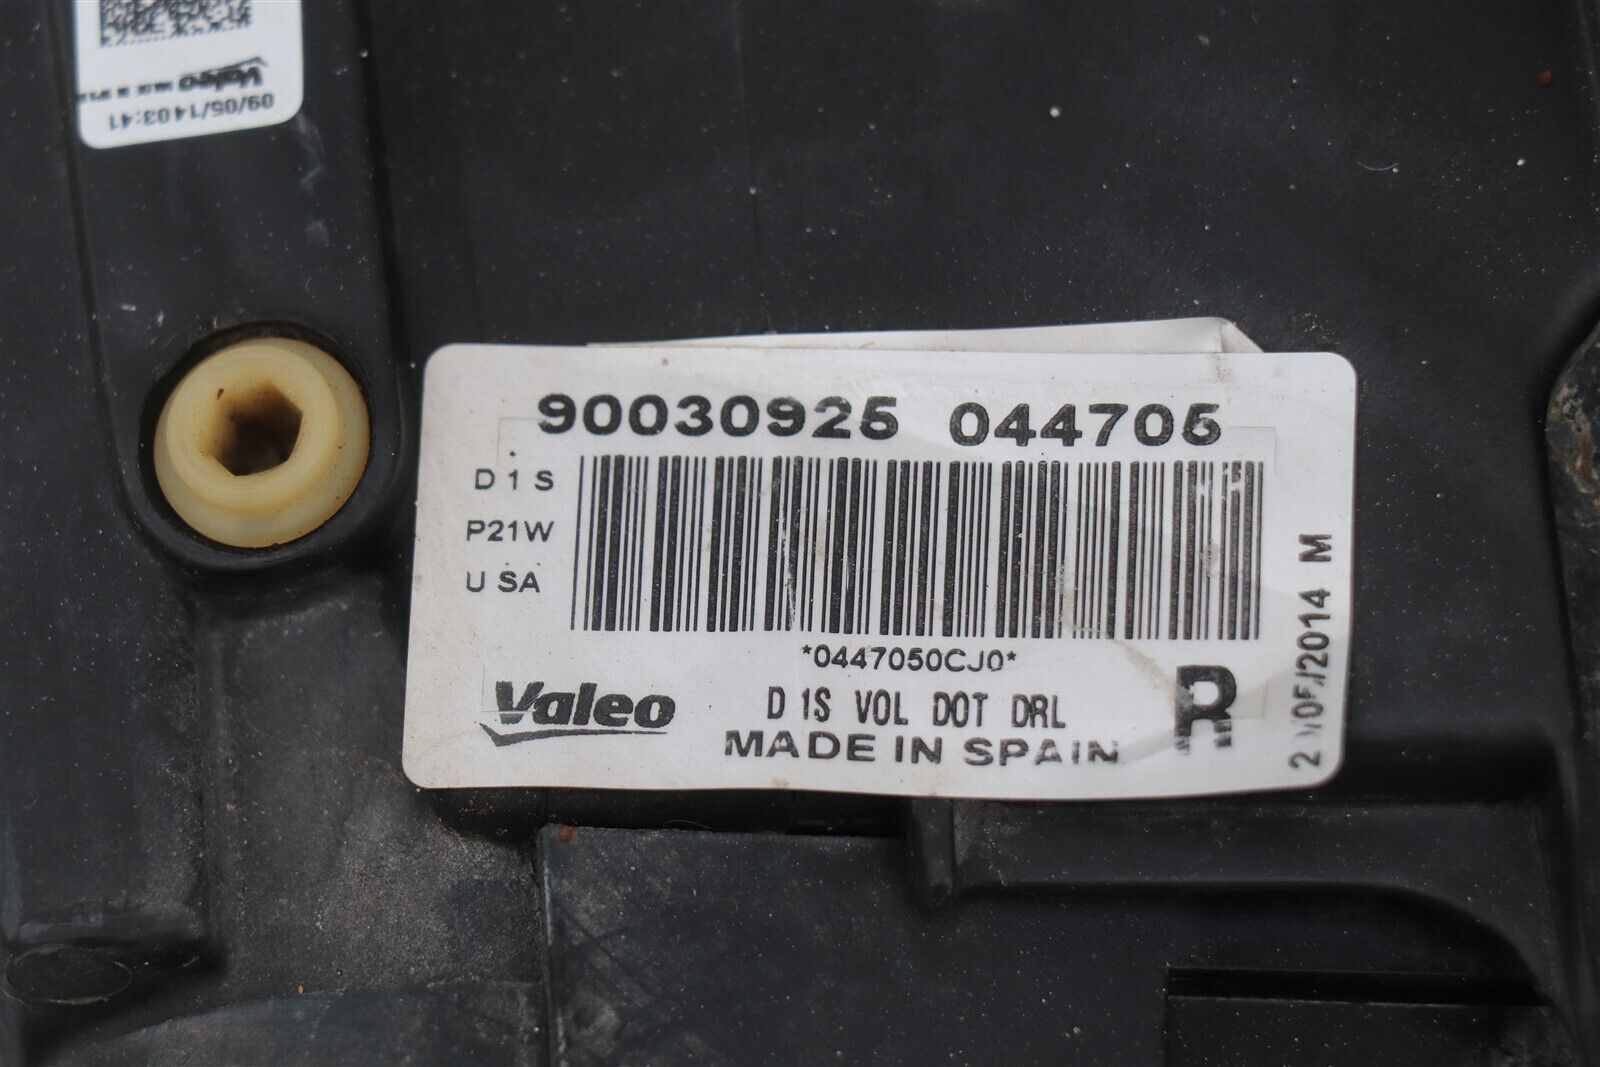 Valeo
09/05/14 03:41
90030925 044705
D1S
P21W
USA
*0447050CJ0*
Valeo
D1S VOL DOT DRL
R
MADE IN SPAIN
/2014 M